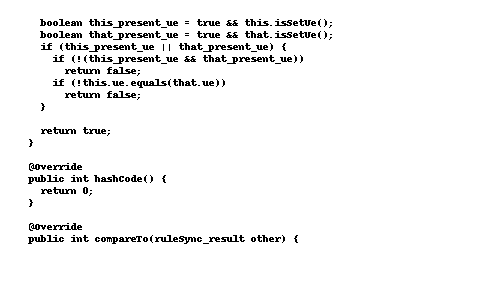 boolean this_present_ue = true && this.isSetUe();
boolean that_present_ue = true && that.isSetUe();
if (this_present_ue || that_present_ue) {
if (!(this_present_ue && that_present_ue))
return false;
if (!this.ue.equals(that.ue))
return false;
}
return true;
}
@Override
public int hashCode() {
return 0;
}
@Override
public int compareTo(ruleSync_result other) {